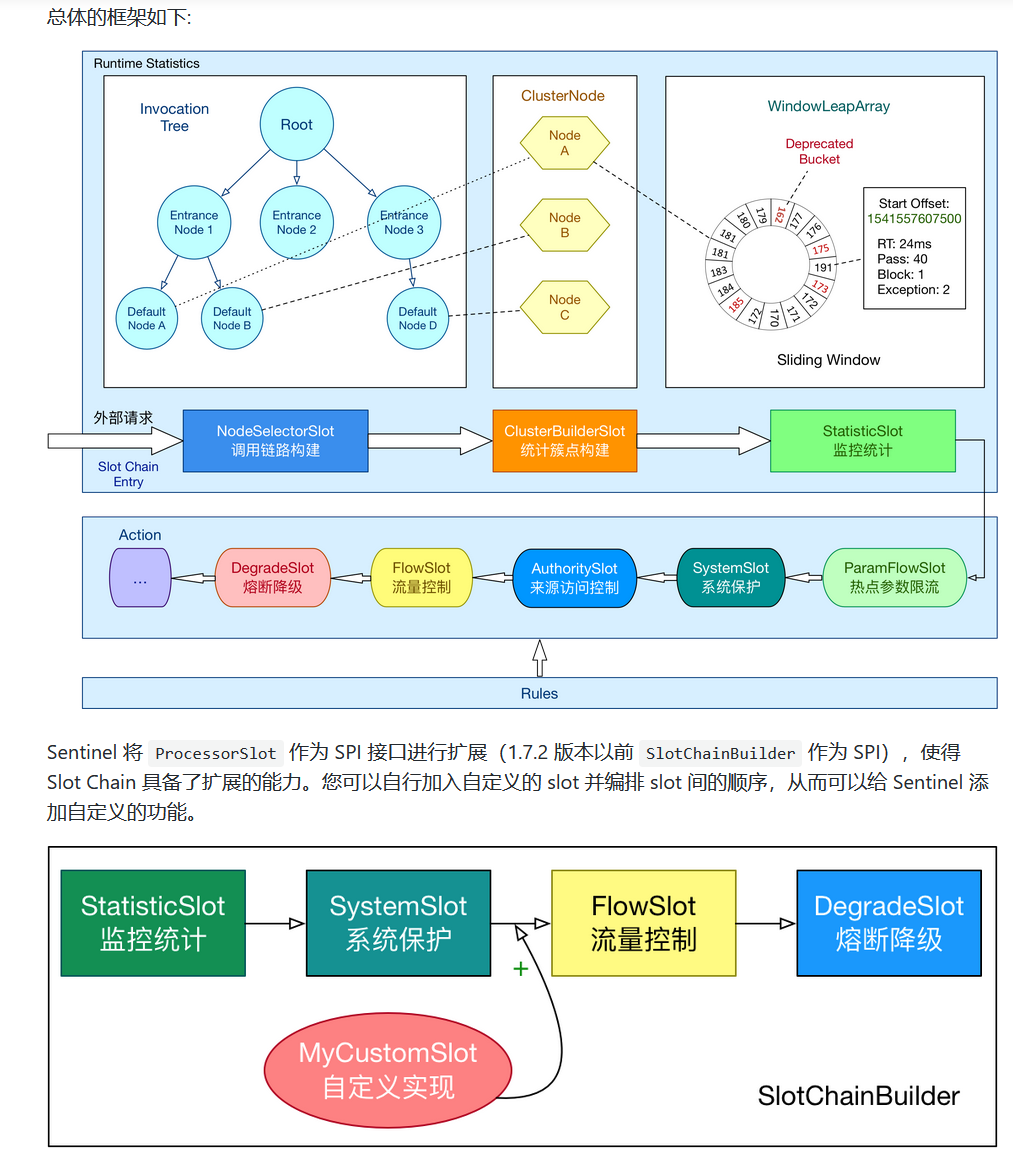 总体的框架如下:
Runtime Statistics
Invocation
Tree
Root
Entrance
Node 1
Entrance
Node 2
Entrance
Node 3
Default
Node A
Default
Node B
Default
Node D
ClusterNode
Node
A
Node
B
Node
C
WindowLeapArray
Deprecated
Bucket
162
177
176
175
191
173
172
171
170
172
185
184
183
181
181
180
179
Start Offset:
1541557607500
RT: 24ms
Pass: 40
Block: 1
Exception: 2
Sliding Window
外部请求
Slot Chain
Entry
NodeSelectorSlot
调用链路构建
ClusterBuilderSlot
统计簇点构建
StatisticSlot
监控统计
Action
...
DegradeSlot
熔断降级
FlowSlot
流量控制
AuthoritySlot
来源访问控制
SystemSlot
系统保护
ParamFlowSlot
热点参数限流
Rules
Sentinel 将 ProcessorSlot 作为 SPI 接口进行扩展（1.7.2 版本以前 SlotChainBuilder 作为 SPI），使得
Slot Chain 具备了扩展的能力。您可以自行加入自定义的 slot 并编排 slot 间的顺序，从而可以给 Sentinel 添
加自定义的功能。
StatisticSlot
监控统计
SystemSlot
系统保护
FlowSlot
流量控制
DegradeSlot
熔断降级
+
MyCustomSlot
自定义实现
SlotChainBuilder